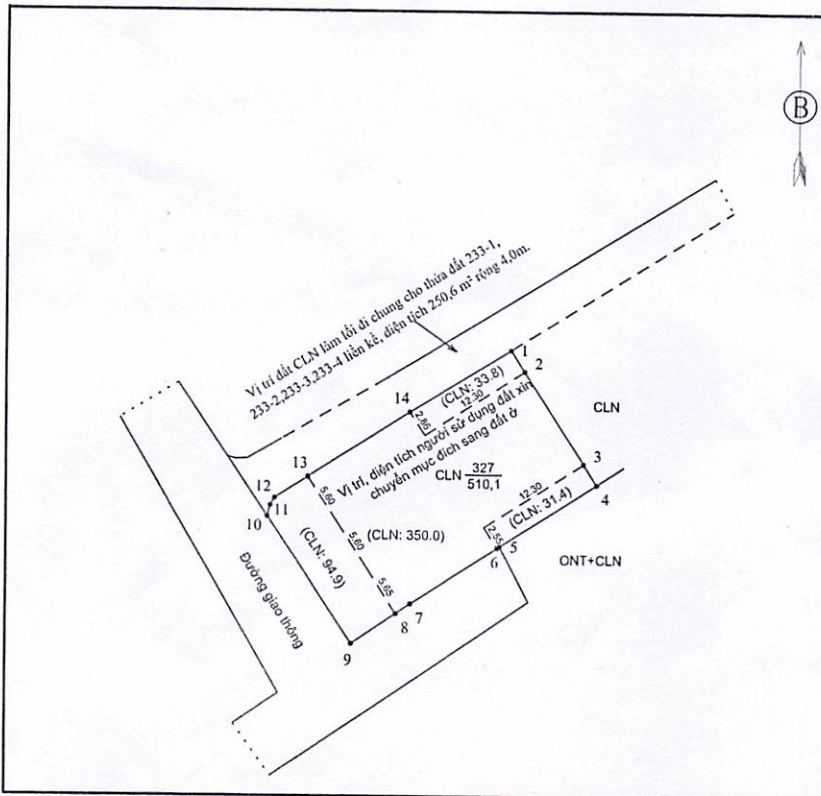 B
Vị trí đất CLN làm lối đi chung cho thửa đất 233-1,
233-2,233-3,233-4 liền kề, diện tích 250,6 m² rộng 4,0m.
1
2
(CLN: 33.8)
14
2.86
12.30
CLN
Vị trí, diện tích người sử dụng đất xin
chuyển mục đích sang đất ở
CLN 327
510,1
3
13
12.30
4
12
5.60
(CLN: 31.4)
11
10
2.55
(CLN: 350.0)
5.60
5
6
(CLN: 94.9)
ONT+CLN
Đường giao thông
5.65
7
8
9